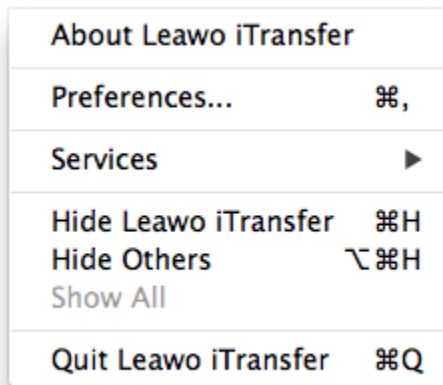 About Leawo iTransfer
Preferences... ⌘,
Services ▶
Hide Leawo iTransfer ⌘H
Hide Others ⌥⌘H
Show All
Quit Leawo iTransfer ⌘Q